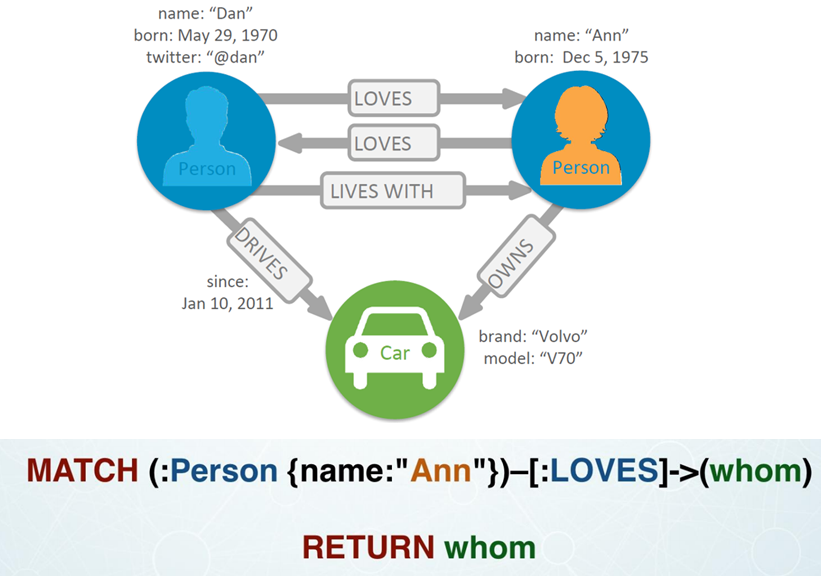 name: “Dan”
born: May 29, 1970
twitter: “@dan”
name: “Ann”
born:  Dec 5, 1975
LOVES
LOVES
Person
Person
LIVES WITH
DRIVES
OWNS
since:
Jan 10, 2011
Car
brand: “Volvo”
model: “V70”
MATCH (:Person {name:"Ann"})–[:LOVES]->(whom)
RETURN whom